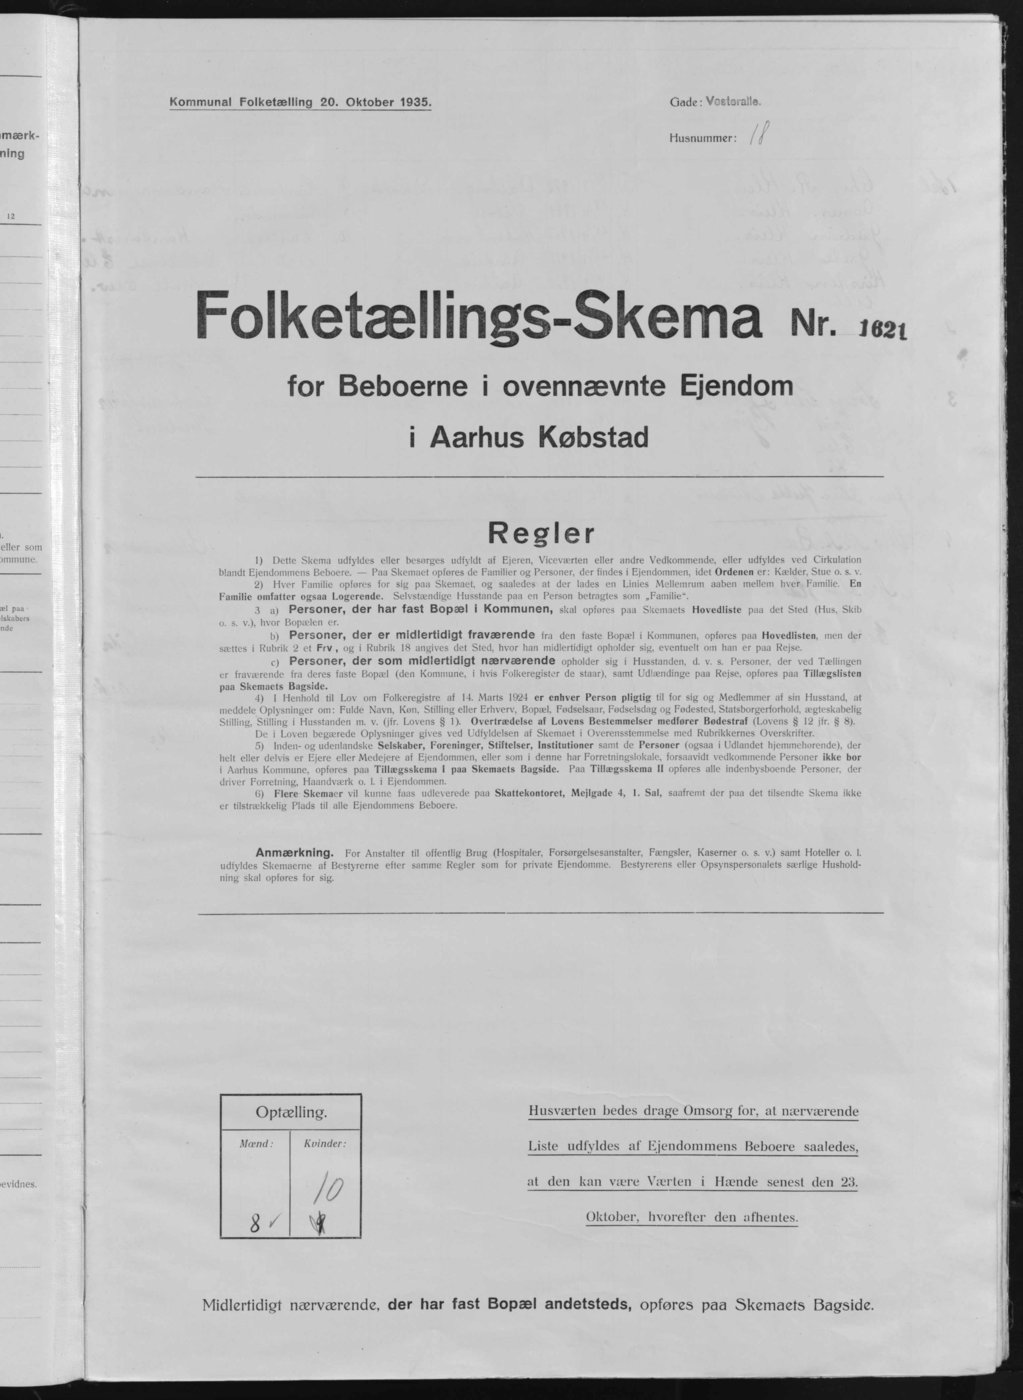 mærk-
ning
12
eller som
ommune.
æl paa
lskabers
nde
evidnes.
Kommunal Folketælling 20. Oktober 1935.
Gade: Vesteralle.
Husnummer: 18
Folketællings-Skema Nr. 1621
for Beboerne i ovennævnte Ejendom
i Aarhus Købstad
Regler
1) Dette Skema udfyldes eller besørges udfyldt af Ejeren, Viceværten eller andre Vedkommende, eller udfyldes ved Cirkulation
blandt Ejendommens Beboere. — Paa Skemaet opføres de Familier og Personer, der findes i Ejendommen, idet Ordenen er: Kælder, Stue o. s. v.
2) Hver Familie opføres for sig paa Skemaet, og saaledes at der lades en Linies Mellemrum aaben mellem hver Familie. En
Familie omfatter ogsaa Logerende. Selvstændige Husstande paa en Person betragtes som „Familie“.
3 a) Personer, der har fast Bopæl i Kommunen, skal opføres paa Skemaets Hovedliste paa det Sted (Hus, Skib
o. s. v.), hvor Bopælen er.
b) Personer, der er midlertidigt fraværende fra den faste Bopæl i Kommunen, opføres paa Hovedlisten, men der
sættes i Rubrik 2 et Frv, og i Rubrik 18 angives det Sted, hvor han midlertidigt opholder sig, eventuelt om han er paa Rejse.
c) Personer, der som midlertidigt nærværende opholder sig i Husstanden, d. v. s. Personer, der ved Tællingen
er fraværende fra deres faste Bopæl (den Kommune, i hvis Folkeregister de staar), samt Udlændinge paa Rejse, opføres paa Tillægslisten
paa Skemaets Bagside.
4) I Henhold til Lov om Folkeregistre af 14. Marts 1924 er enhver Person pligtig til for sig og Medlemmer af sin Husstand, at
meddele Oplysninger om: Fulde Navn, Køn, Stilling eller Erhverv, Bopæl, Fødselsaar, Fødselsdag og Fødested, Statsborgerforhold, ægteskabelig
Stilling, Stilling i Husstanden m. v. (jfr. Lovens § 1). Overtrædelse af Lovens Bestemmelser medfører Bødestraf (Lovens § 12 jfr. § 8).
De i Loven begærede Oplysninger gives ved Udfyldelsen af Skemaet i Overensstemmelse med Rubrikkernes Overskrifter.
5) Inden- og udenlandske Selskaber, Foreninger, Stiftelser, Institutioner samt de Personer (ogsaa i Udlandet hjemmehørende), der
helt eller delvis er Ejere eller Medejere af Ejendommen, eller som i denne har Forretningslokale, forsaavidt vedkommende Personer ikke bor
i Aarhus Kommune, opføres paa Tillægsskema I paa Skemaets Bagside. Paa Tillægsskema II opføres alle indenbysboende Personer, der
driver Forretning, Haandværk o. l. i Ejendommen.
6) Flere Skemaer vil kunne faas udleverede paa Skattekontoret, Mejlgade 4, 1. Sal, saafremt der paa det tilsendte Skema ikke
er tilstrækkelig Plads til alle Ejendommens Beboere.
Anmærkning. For Anstalter til offentlig Brug (Hospitaler, Forsørgelsesanstalter, Fængsler, Kaserner o. s. v.) samt Hoteller o. l.
udfyldes Skemaerne af Bestyrerne efter samme Regler som for private Ejendomme. Bestyrerens eller Opsynspersonalets særlige Hushold-
ning skal opføres for sig.
Optælling.
Mænd: Kvinder:
10
8 ✓
Husværten bedes drage Omsorg for, at nærværende
Liste udfyldes af Ejendommens Beboere saaledes,
at den kan være Værten i Hænde senest den 23.
Oktober, hvorefter den afhentes.
Midlertidigt nærværende, der har fast Bopæl andetsteds, opføres paa Skemaets Bagside.